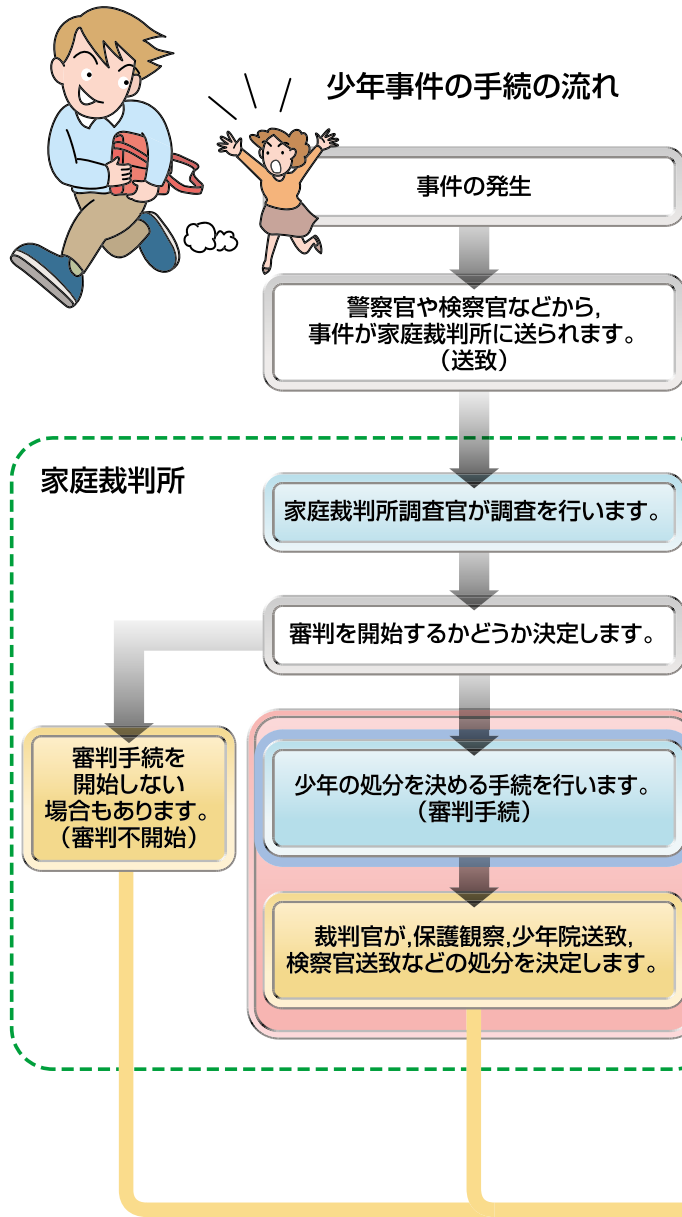 少年事件の手続の流れ
事件の発生
警察官や検察官などから,
事件が家庭裁判所に送られます。
（送致）
家庭裁判所
家庭裁判所調査官が調査を行います。
審判を開始するかどうか決定します。
審判手続を
開始しない
場合もあります。
（審判不開始）
少年の処分を決める手続を行います。
（審判手続）
裁判官が,保護観察,少年院送致,
検察官送致などの処分を決定します。